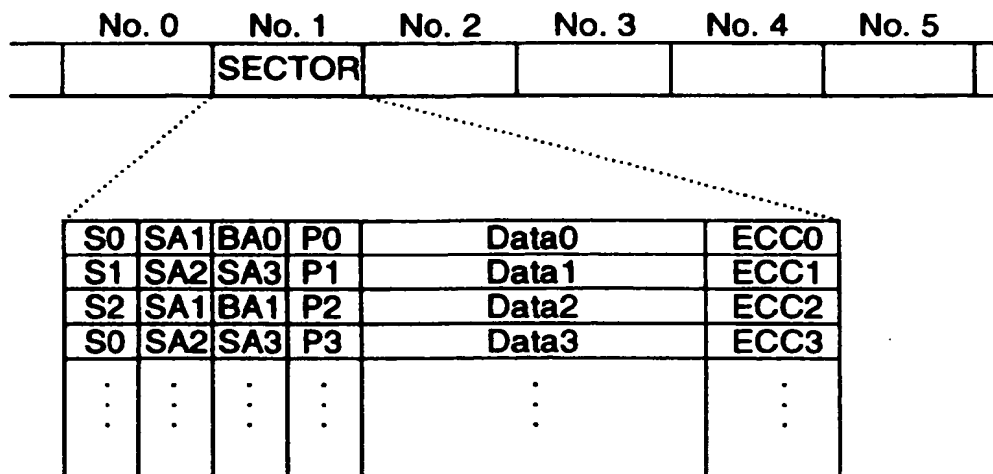 No. 0 No. 1 No. 2 No. 3 No. 4 No. 5
SECTOR
S0 SA1 BA0 P0 Data0 ECC0
S1 SA2 SA3 P1 Data1 ECC1
S2 SA1 BA1 P2 Data2 ECC2
S0 SA2 SA3 P3 Data3 ECC3